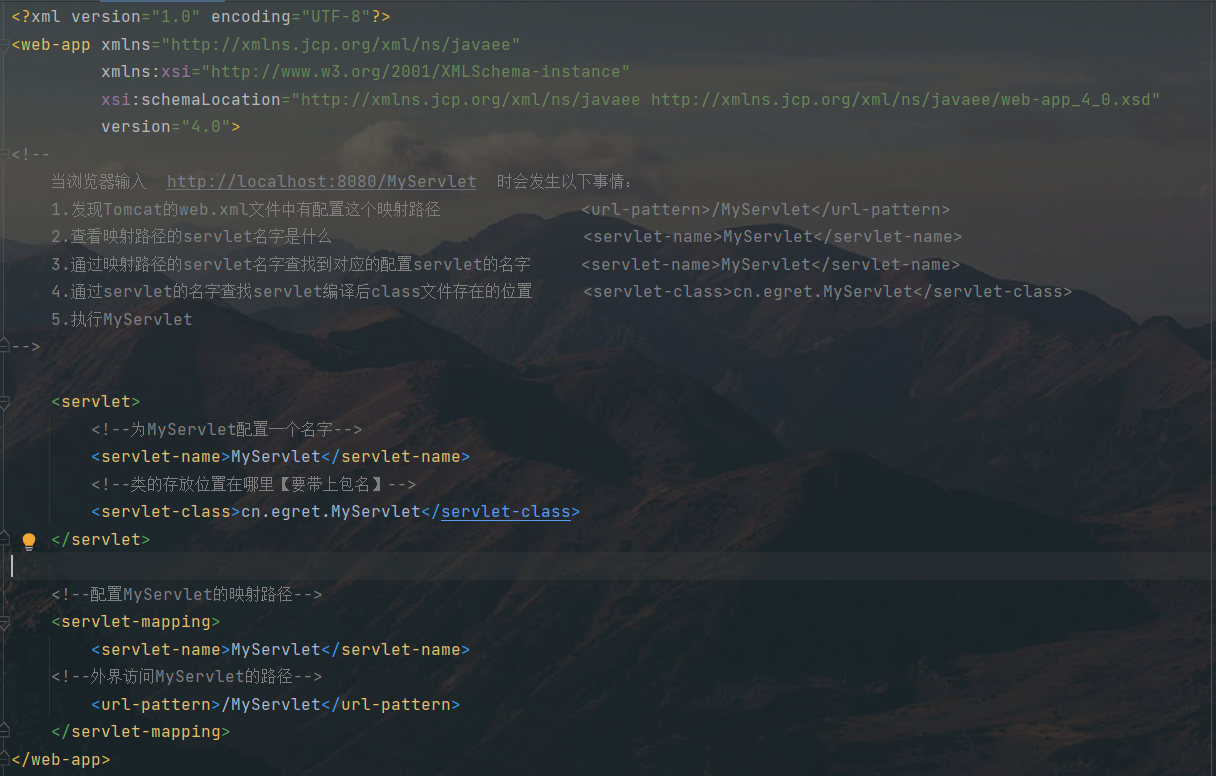 <?xml version="1.0" encoding="UTF-8"?>
<web-app xmlns="http://xmlns.jcp.org/xml/ns/javaee"
         xmlns:xsi="http://www.w3.org/2001/XMLSchema-instance"
         xsi:schemaLocation="http://xmlns.jcp.org/xml/ns/javaee http://xmlns.jcp.org/xml/ns/javaee/web-app_4_0.xsd"
         version="4.0">
<!--
    当浏览器输入  http://localhost:8080/MyServlet  时会发生以下事情:
    1.发现Tomcat的web.xml文件中有配置这个映射路径              <url-pattern>/MyServlet</url-pattern>
    2.查看映射路径的servlet名字是什么                         <servlet-name>MyServlet</servlet-name>
    3.通过映射路径的servlet名字查找到对应的配置servlet的名字     <servlet-name>MyServlet</servlet-name>
    4.通过servlet的名字查找servlet编译后class文件存在的位置     <servlet-class>cn.egret.MyServlet</servlet-class>
    5.执行MyServlet
-->
    <servlet>
        <!--为MyServlet配置一个名字-->
        <servlet-name>MyServlet</servlet-name>
        <!--类的存放位置在哪里【要带上包名】-->
        <servlet-class>cn.egret.MyServlet</servlet-class>
    </servlet>
    <!--配置MyServlet的映射路径-->
    <servlet-mapping>
        <servlet-name>MyServlet</servlet-name>
    <!--外界访问MyServlet的路径-->
        <url-pattern>/MyServlet</url-pattern>
    </servlet-mapping>
</web-app>